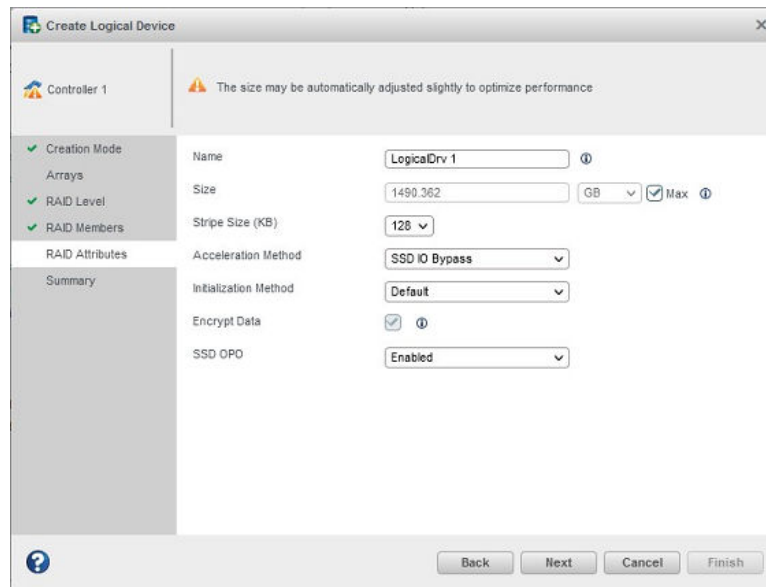 Create Logical Device
Controller 1
The size may be automatically adjusted slightly to optimize performance
Creation Mode
Arrays
RAID Level
RAID Members
RAID Attributes
Summary
Name LogicalDrv 1
Size 1490.362 GB Max
Stripe Size (KB) 128
Acceleration Method SSD IO Bypass
Initialization Method Default
Encrypt Data
SSD OPO Enabled
Back Next Cancel Finish